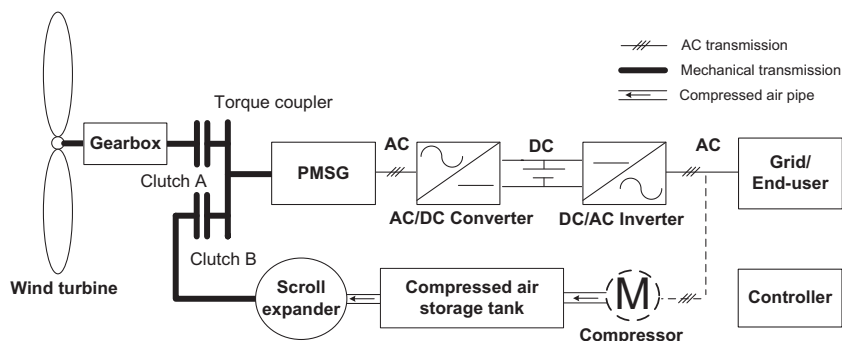 AC transmission
Mechanical transmission
Compressed air pipe
Torque coupler
Gearbox
Clutch A
PMSG
AC
AC/DC Converter
DC
DC/AC Inverter
AC
Grid/
End-user
Clutch B
Wind turbine
Scroll
expander
Compressed air
storage tank
M
Compressor
Controller